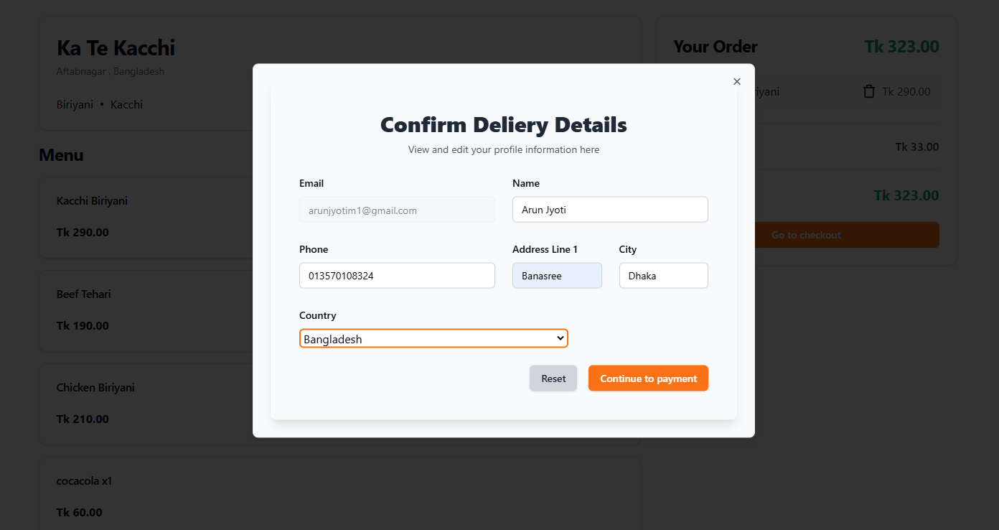 Ka Te Kacchi
Aftabnagar , Bangladesh
Biriyani • Kacchi
Menu
Kacchi Biriyani
Tk 290.00
Beef Tehari
Tk 190.00
Chicken Biriyani
Tk 210.00
cocacola x1
Tk 60.00
Confirm Deliery Details
View and edit your profile information here
Email
Name
arunjyotim1@gmail.com
Arun Jyoti
Phone
Address Line 1
City
013570108324
Banasree
Dhaka
Country
Bangladesh
Reset
Continue to payment
Your Order
Tk 323.00
Tk 290.00
Tk 33.00
Tk 323.00
Go to checkout